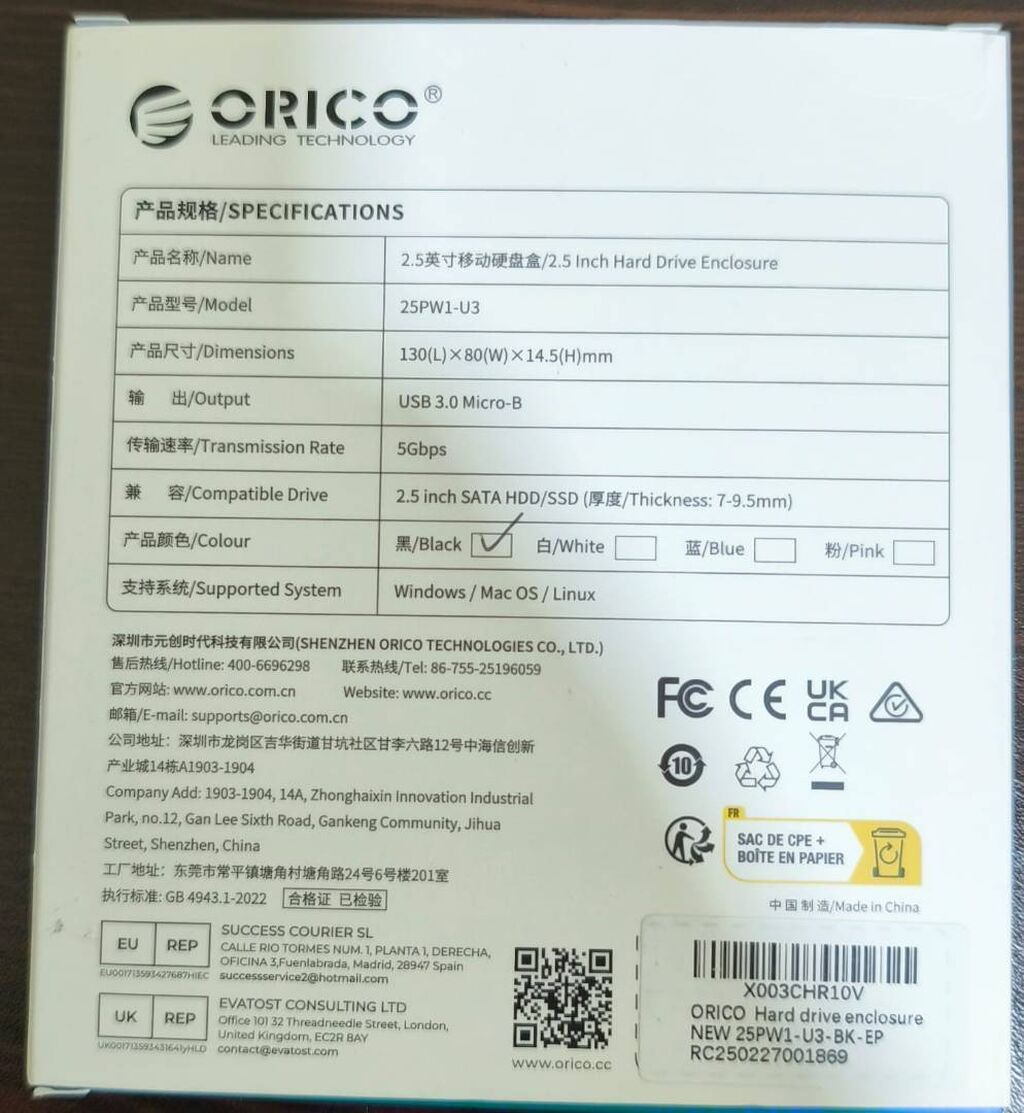 ORICO®
LEADING TECHNOLOGY
产品规格/SPECIFICATIONS
产品名称/Name 2.5英寸移动硬盘盒/2.5 Inch Hard Drive Enclosure
产品型号/Model 25PW1-U3
产品尺寸/Dimensions 130(L)×80(W)×14.5(H)mm
输 出/Output USB 3.0 Micro-B
传输速率/Transmission Rate 5Gbps
兼 容/Compatible Drive 2.5 inch SATA HDD/SSD (厚度/Thickness: 7-9.5mm)
产品颜色/Colour 黑/Black 白/White 蓝/Blue 粉/Pink
支持系统/Supported System Windows / Mac OS / Linux
深圳市元创时代科技有限公司(SHENZHEN ORICO TECHNOLOGIES CO., LTD.)
售后热线/Hotline: 400-6696298 联系热线/Tel: 86-755-25196059
官方网站: www.orico.com.cn Website: www.orico.cc
邮箱/E-mail: supports@orico.com.cn
公司地址：深圳市龙岗区吉华街道甘坑社区甘李六路12号中海信创新
产业城14栋A1903-1904
Company Add: 1903-1904, 14A, Zhonghaixin Innovation Industrial
Park, no.12, Gan Lee Sixth Road, Gankeng Community, Jihua
Street, Shenzhen, China
工厂地址：东莞市常平镇塘角村塘角路24号6号楼201室
执行标准: GB 4943.1-2022 合格证 已检验
FC CE UK
CA
10
FR
SAC DE CPE +
BOÎTE EN PAPIER
中国制造/Made in China
EU REP
EU00171359342 7687HIEC
SUCCESS COURIER SL
CALLE RIO TORMES NUM. 1, PLANTA 1, DERECHA,
OFICINA 3,Fuenlabrada, Madrid, 28947 Spain
successservice2@hotmail.com
UK REP
UK001713593431641yHLD
EVATOST CONSULTING LTD
Office 101 32 Threadneedle Street, London,
United Kingdom, EC2R 8AY
contact@evatost.com
www.orico.cc
X003CHR10V
ORICO Hard drive enclosure
NEW 25PW1-U3-BK-EP
RC250227001869